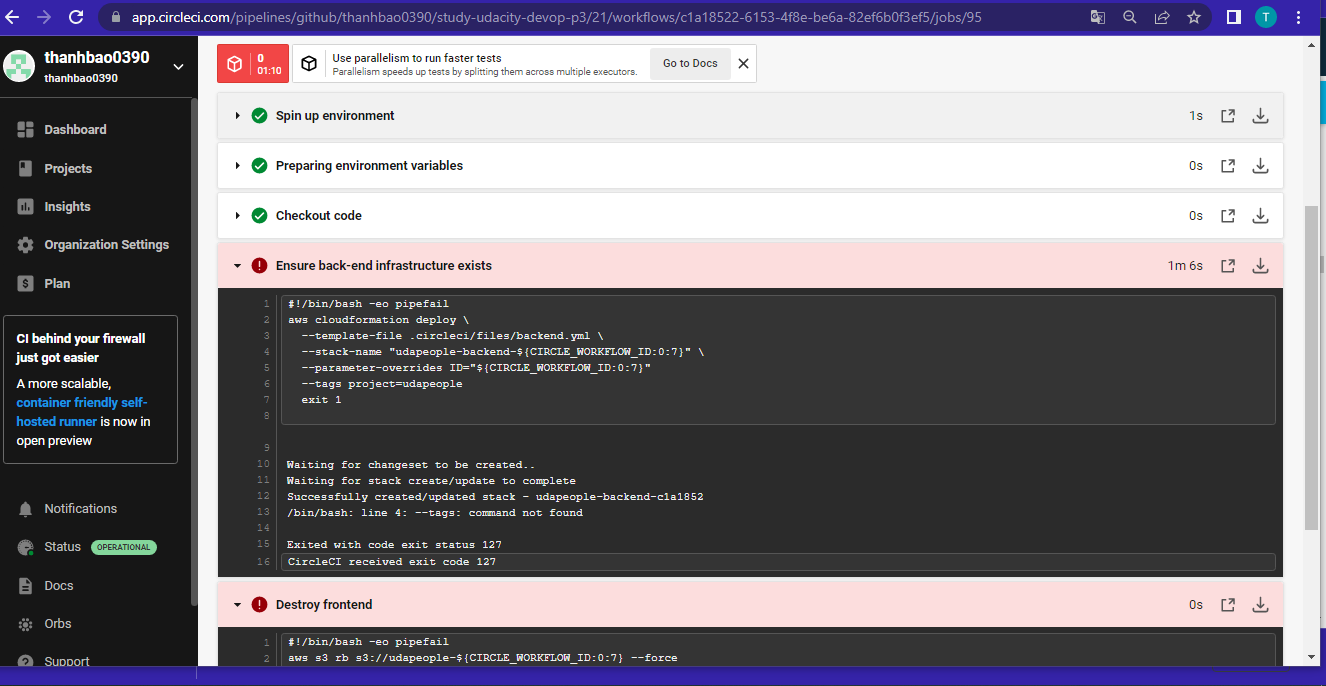 app.circleci.com/pipelines/github/thanhbao0390/study-udacity-devop-p3/21/workflows/c1a18522-6153-4f8e-be6a-82ef6b0f3ef5/jobs/95
T
thanhbao0390
thanhbao0390
Dashboard
Projects
Insights
Organization Settings
Plan
CI behind your firewall
just got easier
A more scalable,
container friendly self-
hosted runner is now in
open preview
Notifications
Status OPERATIONAL
Docs
Orbs
Support
0
01:10
Use parallelism to run faster tests
Parallelism speeds up tests by splitting them across multiple executors.
Go to Docs
Spin up environment 1s
Preparing environment variables 0s
Checkout code 0s
Ensure back-end infrastructure exists 1m 6s
1 #!/bin/bash -eo pipefail
2 aws cloudformation deploy \
3 --template-file .circleci/files/backend.yml \
4 --stack-name "udapeople-backend-${CIRCLE_WORKFLOW_ID:0:7}" \
5 --parameter-overrides ID="${CIRCLE_WORKFLOW_ID:0:7}"
6 --tags project=udapeople
7 exit 1
8
9
10 Waiting for changeset to be created..
11 Waiting for stack create/update to complete
12 Successfully created/updated stack - udapeople-backend-c1a1852
13 /bin/bash: line 4: --tags: command not found
14
15 Exited with code exit status 127
16 CircleCI received exit code 127
Destroy frontend 0s
1 #!/bin/bash -eo pipefail
2 aws s3 rb s3://udapeople-${CIRCLE_WORKFLOW_ID:0:7} --force